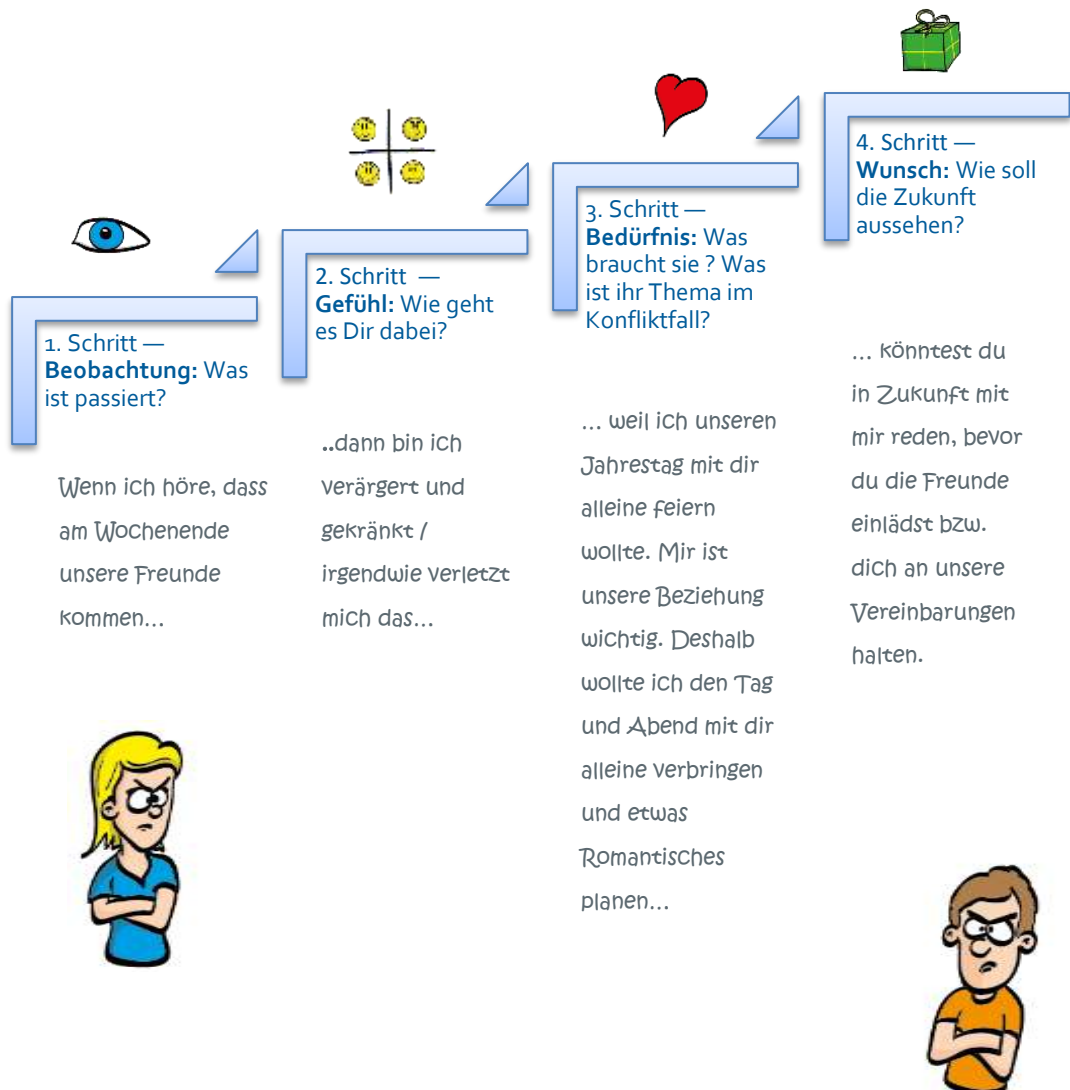 1. Schritt —
Beobachtung: Was
ist passiert?
Wenn ich höre, dass
am Wochenende
unsere Freunde
kommen...
2. Schritt —
Gefühl: Wie geht
es Dir dabei?
..dann bin ich
verärgert und
gekränkt /
irgendwie verletzt
mich das...
3. Schritt —
Bedürfnis: Was
braucht sie ? Was
ist ihr Thema im
Konfliktfall?
... weil ich unseren
Jahrestag mit dir
alleine feiern
wollte. Mir ist
unsere Beziehung
wichtig. Deshalb
wollte ich den Tag
und Abend mit dir
alleine verbringen
und etwas
Romantisches
planen...
4. Schritt —
Wunsch: Wie soll
die Zukunft
aussehen?
... könntest du
in Zukunft mit
mir reden, bevor
du die Freunde
einlädst bzw.
dich an unsere
Vereinbarungen
halten.